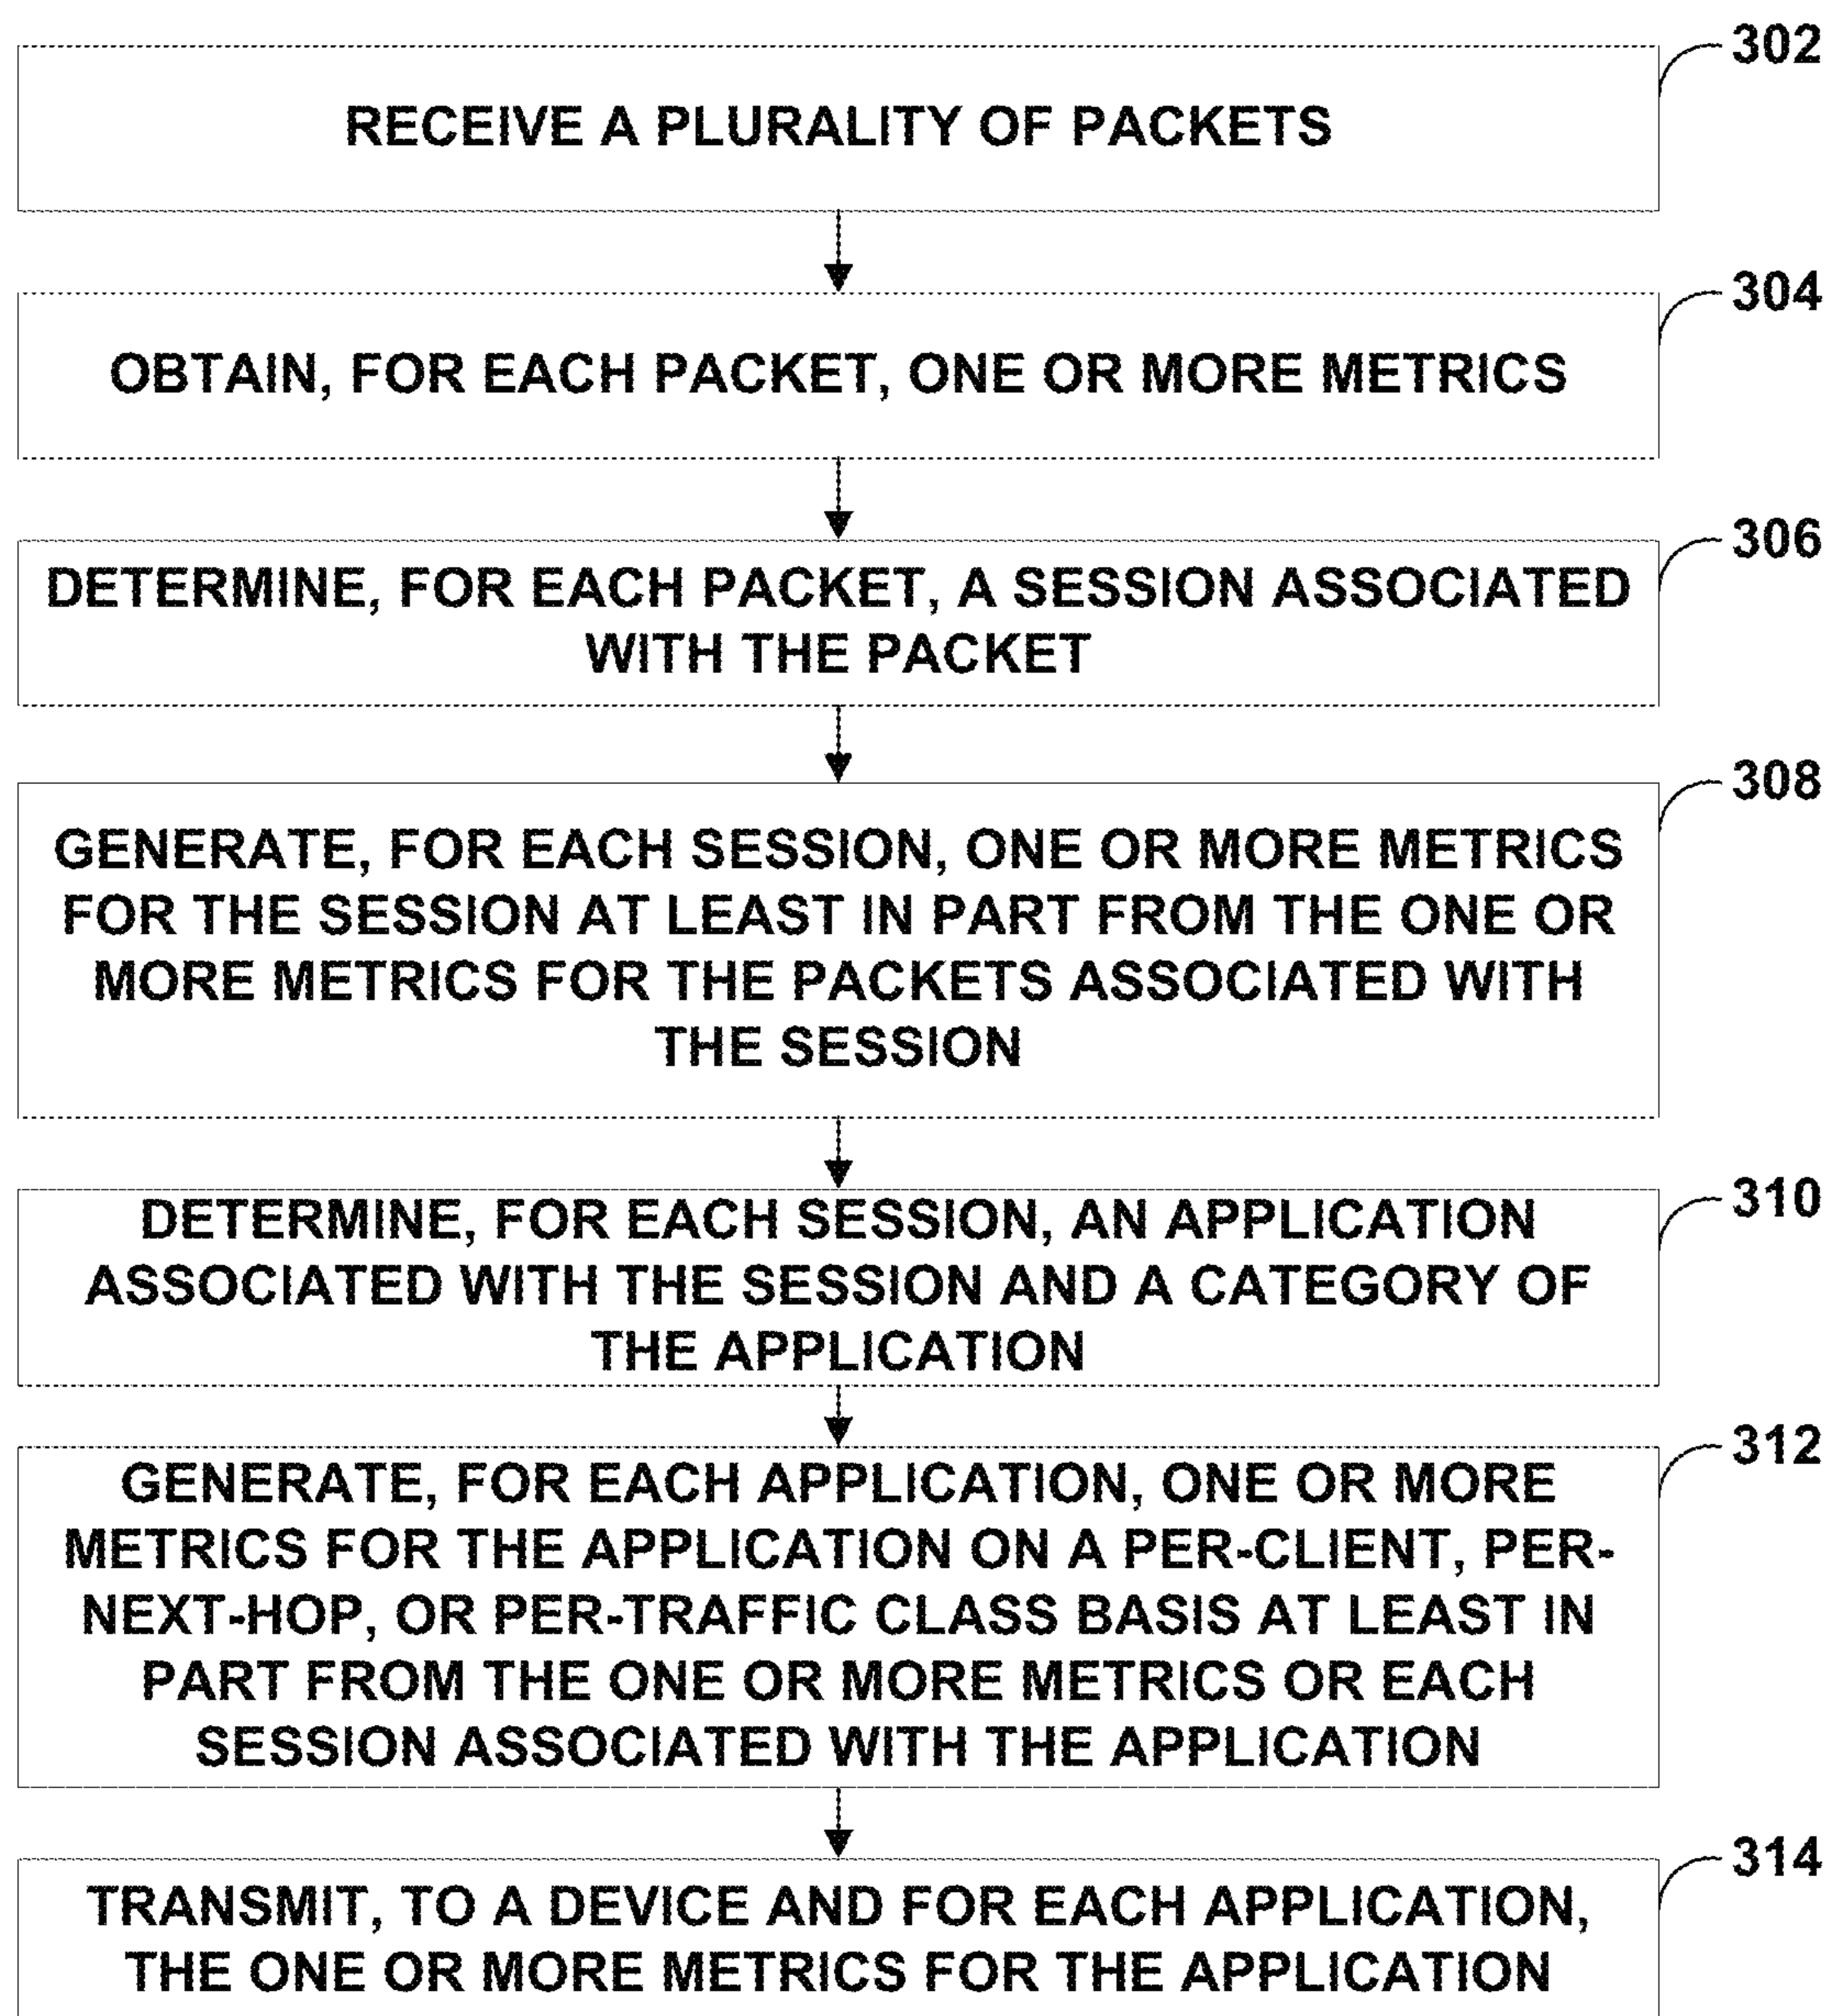 302
RECEIVE A PLURALITY OF PACKETS
304
OBTAIN, FOR EACH PACKET, ONE OR MORE METRICS
306
DETERMINE, FOR EACH PACKET, A SESSION ASSOCIATED
WITH THE PACKET
308
GENERATE, FOR EACH SESSION, ONE OR MORE METRICS
FOR THE SESSION AT LEAST IN PART FROM THE ONE OR
MORE METRICS FOR THE PACKETS ASSOCIATED WITH
THE SESSION
310
DETERMINE, FOR EACH SESSION, AN APPLICATION
ASSOCIATED WITH THE SESSION AND A CATEGORY OF
THE APPLICATION
312
GENERATE, FOR EACH APPLICATION, ONE OR MORE
METRICS FOR THE APPLICATION ON A PER-CLIENT, PER-
NEXT-HOP, OR PER-TRAFFIC CLASS BASIS AT LEAST IN
PART FROM THE ONE OR MORE METRICS OR EACH
SESSION ASSOCIATED WITH THE APPLICATION
314
TRANSMIT, TO A DEVICE AND FOR EACH APPLICATION,
THE ONE OR MORE METRICS FOR THE APPLICATION